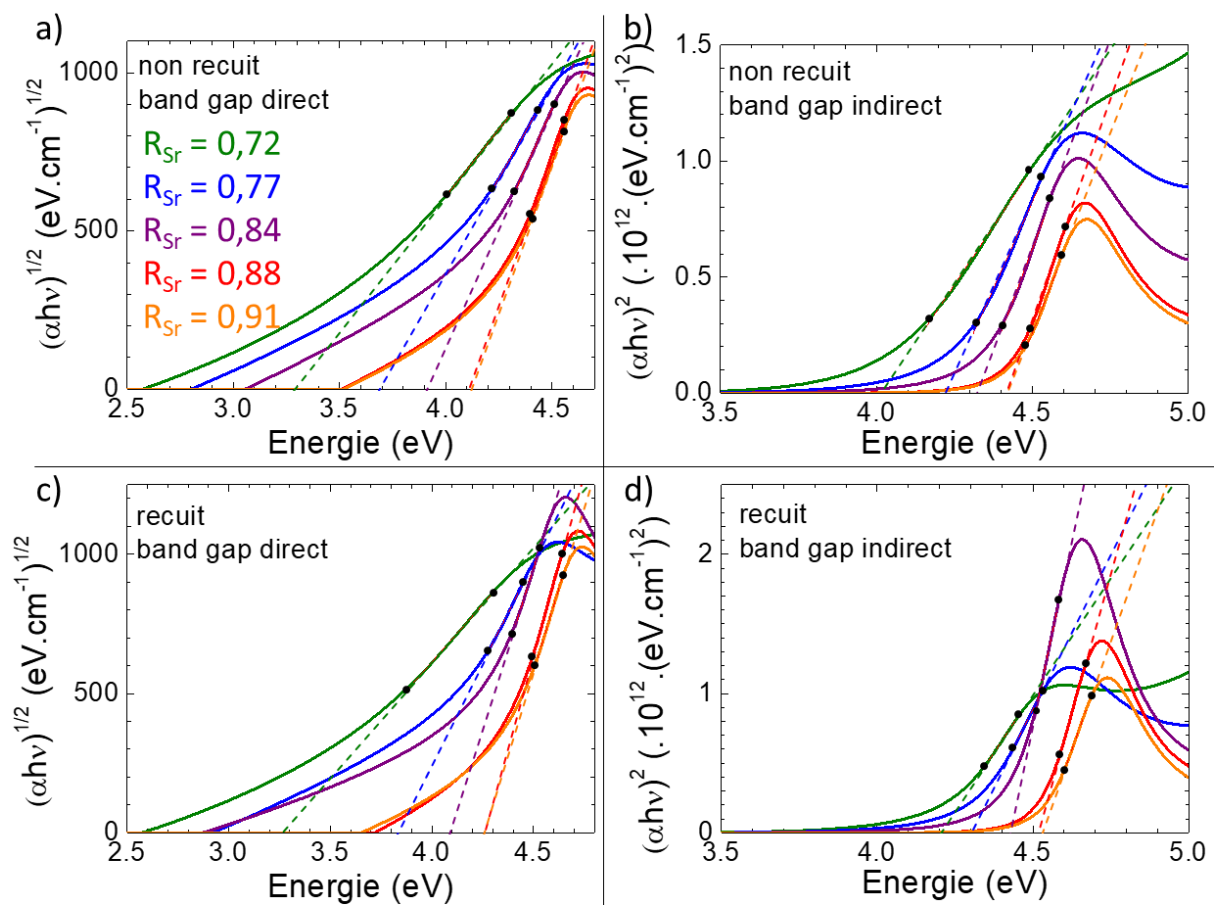 a)
non recuit
band gap direct
R_Sr = 0,72
R_Sr = 0,77
R_Sr = 0,84
R_Sr = 0,88
R_Sr = 0,91
(αhν)^1/2 (eV.cm^-1)^1/2
1000
500
0
2.5 3.0 3.5 4.0 4.5
Energie (eV)
b)
non recuit
band gap indirect
(αhν)^2 (.10^12.(eV.cm^-1)^2)
1.5
1.0
0.5
0.0
3.5 4.0 4.5 5.0
Energie (eV)
c)
recuit
band gap direct
(αhν)^1/2 (eV.cm^-1)^1/2
1000
500
0
2.5 3.0 3.5 4.0 4.5
Energie (eV)
d)
recuit
band gap indirect
(αhν)^2 (.10^12.(eV.cm^-1)^2)
2
1
0
3.5 4.0 4.5 5.0
Energie (eV)